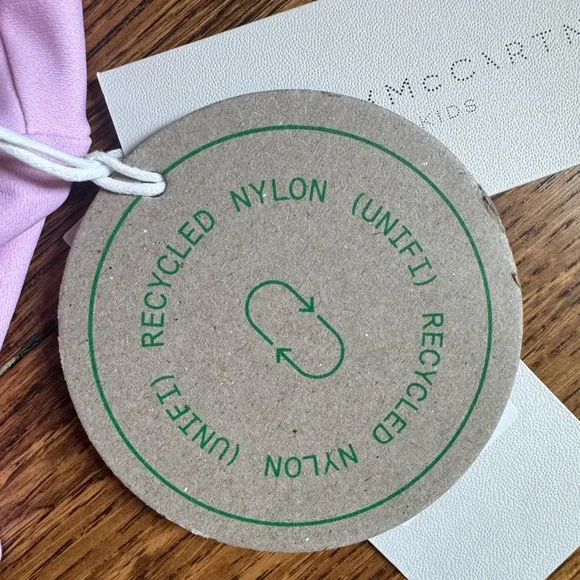 McCARTN
KIDS
RECYCLED NYLON (UNIFI)
RECYCLED NYLON (UNIFI)